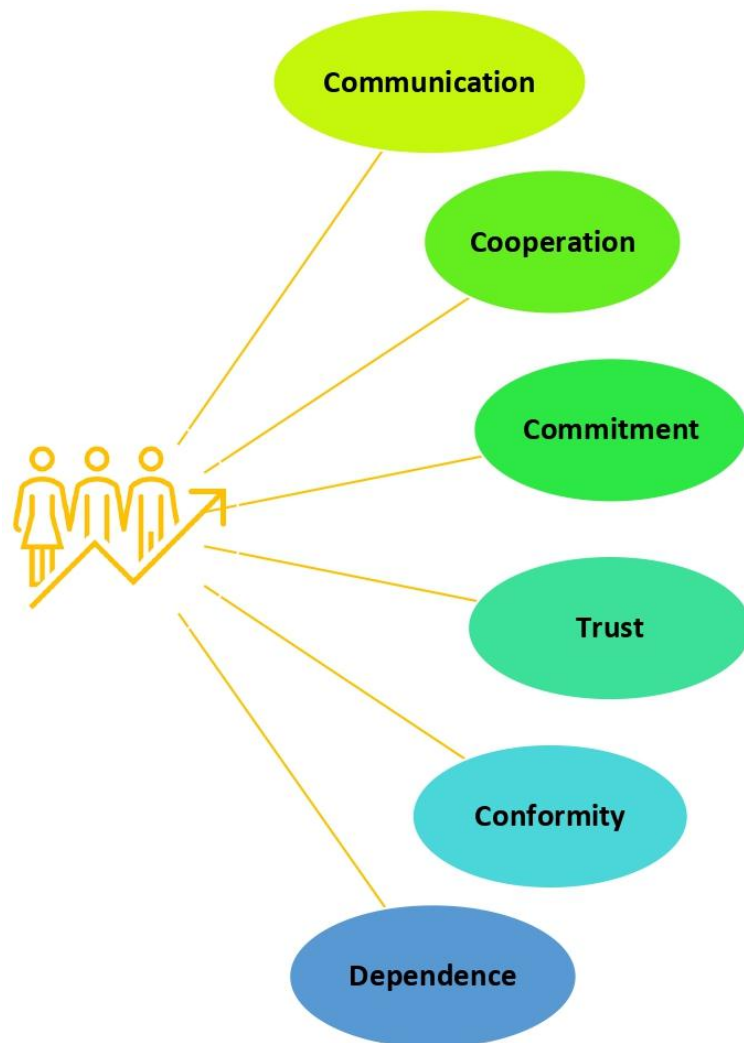 Communication
Cooperation
Commitment
Trust
Conformity
Dependence